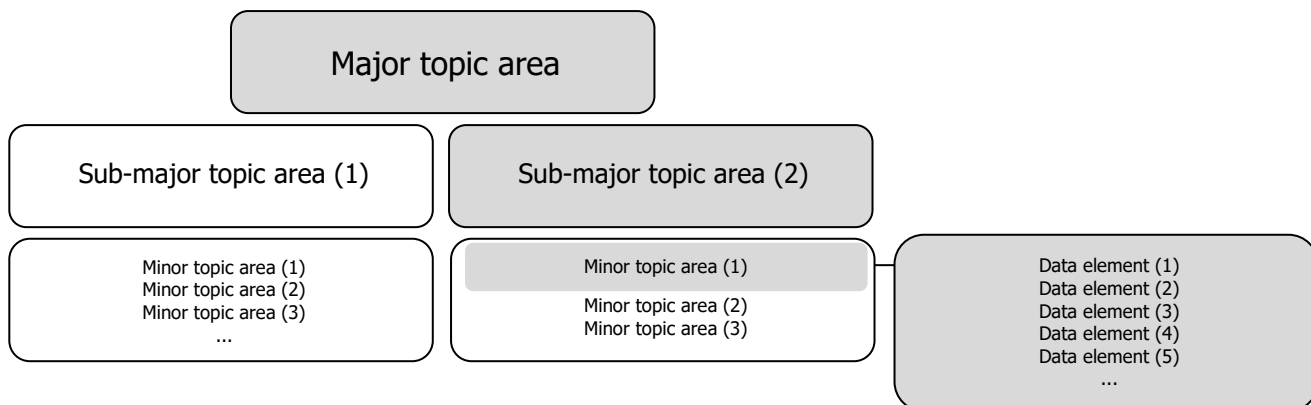 Major topic area
Sub-major topic area (1)
Sub-major topic area (2)
Minor topic area (1)
Minor topic area (2)
Minor topic area (3)
...
Minor topic area (1)
Minor topic area (2)
Minor topic area (3)
Data element (1)
Data element (2)
Data element (3)
Data element (4)
Data element (5)
...